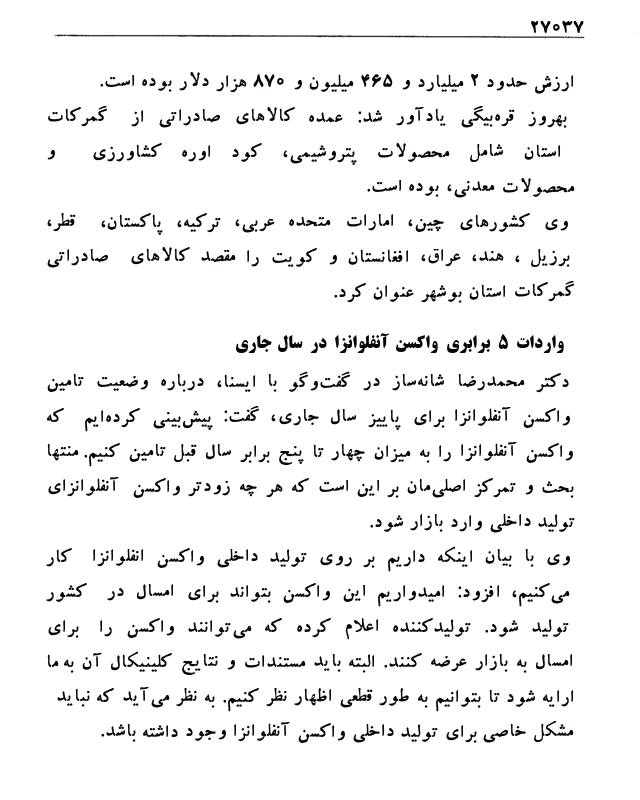 ۲۷۰۳۷
ارزش حدود ۲ میلیارد و ۴۶۵ میلیون و ۸۷۰ هزار دلار بوده است.
بهروز قره‌بیگی یادآور شد: عمده کالاهای صادراتی از گمرکات
استان شامل محصولات پتروشیمی، کود اوره کشاورزی و
محصولات معدنی، بوده است.
وی کشورهای چین، امارات متحده عربی، ترکیه، پاکستان، قطر،
برزیل ، هند، عراق، افغانستان و کویت را مقصد کالاهای صادراتی
گمرکات استان بوشهر عنوان کرد.
واردات ۵ برابری واکسن آنفلوانزا در سال جاری
دکتر محمدرضا شانه‌ساز در گفت‌وگو با ایسنا، درباره وضعیت تامین
واکسن آنفلوانزا برای پاییز سال جاری، گفت: پیش‌بینی کرده‌ایم که
واکسن آنفلوانزا را به میزان چهار تا پنج برابر سال قبل تامین کنیم. منتها
بحث و تمرکز اصلی‌مان بر این است که هر چه زودتر واکسن آنفلوانزای
تولید داخلی وارد بازار شود.
وی با بیان اینکه داریم بر روی تولید داخلی واکسن انفلوانزا کار
می‌کنیم، افزود: امیدواریم این واکسن بتواند برای امسال در کشور
تولید شود. تولیدکننده اعلام کرده که می‌توانند واکسن را برای
امسال به بازار عرضه کنند. البته باید مستندات و نتایج کلینیکال آن به ما
ارایه شود تا بتوانیم به طور قطعی اظهار نظر کنیم. به نظر می‌آید که نباید
مشکل خاصی برای تولید داخلی واکسن آنفلوانزا وجود داشته باشد.